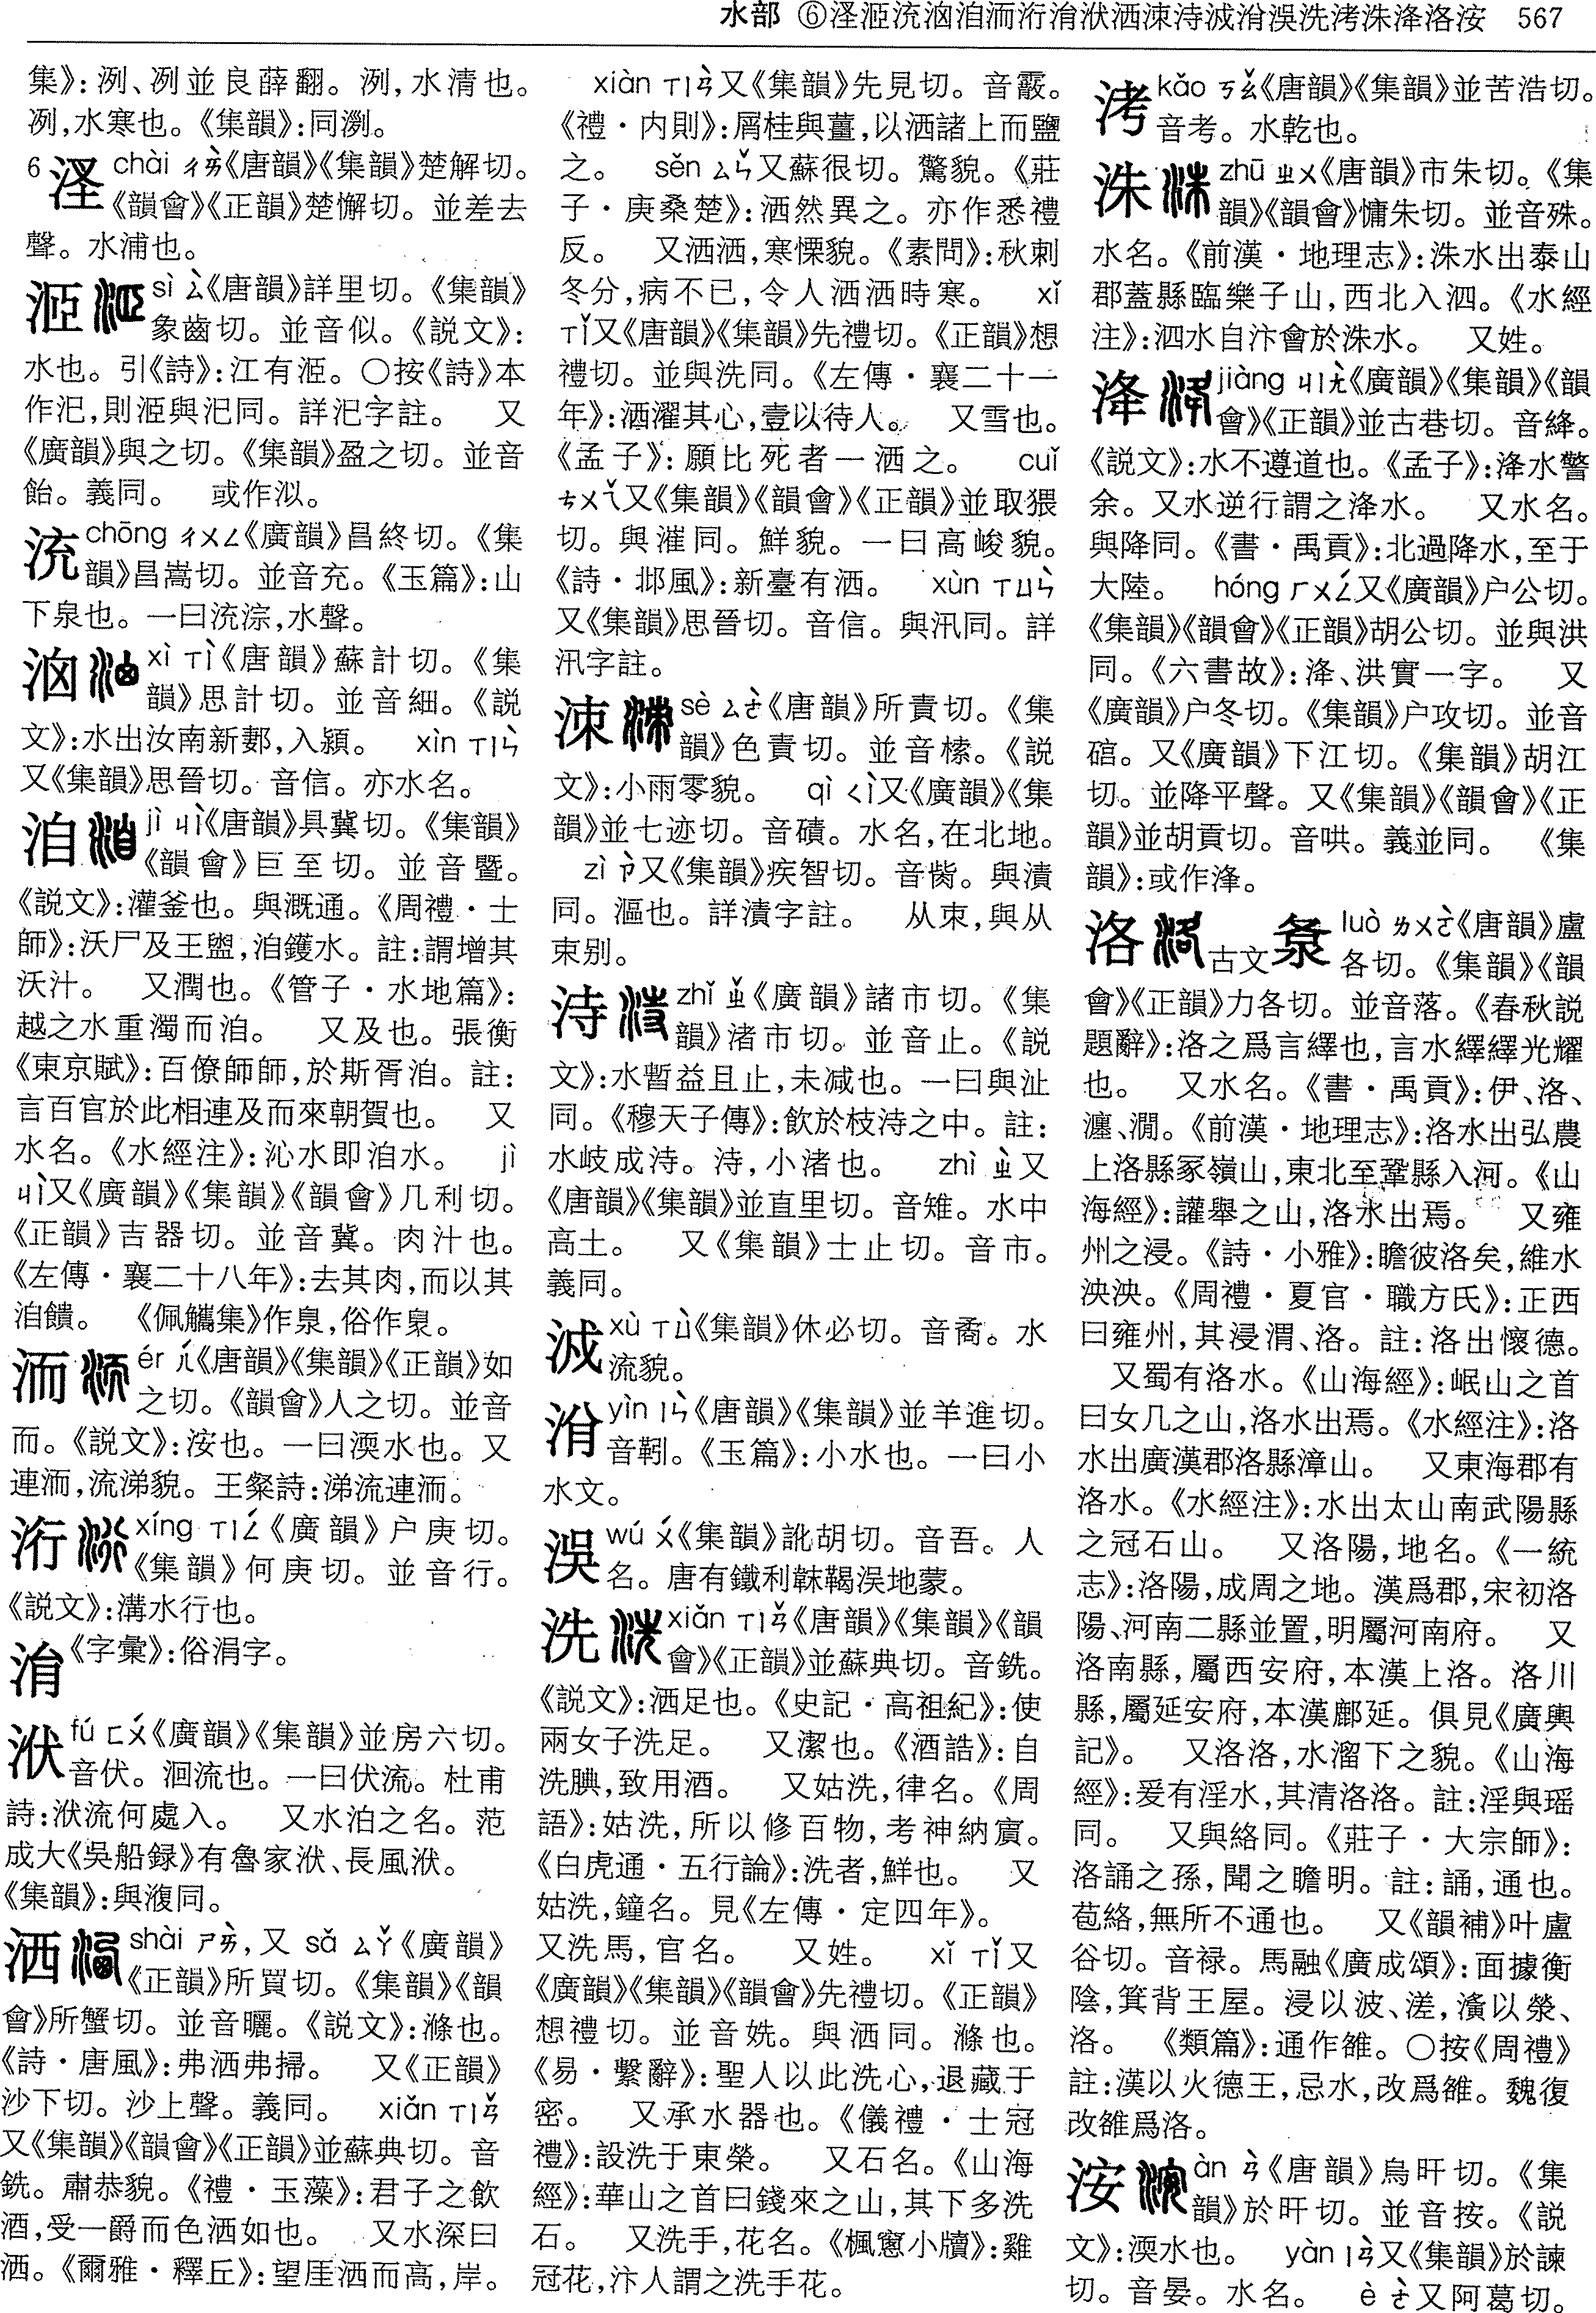 水部 ⑥洷洍流洶洎洏洐㳙洑洒洓洔㳚㳜洖洗洘洙洚洛洝 567
集》：洌、冽並良薛翻。洌，水清也。
冽，水寒也。《集韻》：同瀏。
6 chài ㄔㄞˋ《唐韻》《集韻》楚解切。
《韻會》《正韻》楚懈切。並差去
聲。水浦也。
洍 sì ㄙˋ《唐韻》詳里切。《集韻》
象齒切。並音似。《説文》：
水也。引《詩》：江有洍。○按《詩》本
作汜，則洍與汜同。詳汜字註。 又
《廣韻》與之切。《集韻》盈之切。並音
飴。義同。 或作㳄。
chōng ㄔㄨㄥ《廣韻》昌終切。《集
韻》昌嵩切。並音充。《玉篇》：山
下泉也。一曰流淙，水聲。
xì ㄒㄧˋ《唐韻》蘇計切。《集
韻》思計切。並音細。《説
文》：水出汝南新郪，入潁。 xìn ㄒㄧㄣˋ
又《集韻》思晉切。音信。亦水名。
洎 jì ㄐㄧˋ《唐韻》具冀切。《集韻》
《韻會》巨至切。並音暨。
《説文》：灌釜也。與溉通。《周禮·士
師》：沃尸及王盥，洎鑊水。註：謂增其
沃汁。 又潤也。《管子·水地篇》：
越之水重濁而洎。 又及也。張衡
《東京賦》：百僚師師，於斯胥洎。註：
言百官於此相連及而來朝賀也。 又
水名。《水經注》：沁水即洎水。 jì
ㄐㄧˋ又《廣韻》《集韻》《韻會》几利切。
《正韻》吉器切。並音冀。肉汁也。
《左傳·襄二十八年》：去其肉，而以其
洎饋。 《佩觿集》作臮，俗作臮。
洏 ér ㄦˊ《唐韻》《集韻》《正韻》如
之切。《韻會》人之切。並音
而。《説文》：洝也。一曰渜水也。又
連洏，流涕貌。王粲詩：涕流連洏。
洐 xíng ㄒㄧㄥˊ《廣韻》户庚切。
《集韻》何庚切。並音行。
《説文》：溝水行也。
《字彙》：俗涓字。
洑 fú ㄈㄨˊ《廣韻》《集韻》並房六切。
音伏。洄流也。一曰伏流。杜甫
詩：洑流何處入。 又水泊之名。范
成大《吳船録》有魯家洑、長風洑。
《集韻》：與澓同。
洒 shài ㄕㄞˋ，又 sǎ ㄙㄚˇ《廣韻》
《正韻》所買切。《集韻》《韻
會》所蟹切。並音曬。《説文》：滌也。
《詩·唐風》：弗洒弗掃。 又《正韻》
沙下切。沙上聲。義同。 xiǎn ㄒㄧㄢˇ
又《集韻》《韻會》《正韻》並蘇典切。音
銑。肅恭貌。《禮·玉藻》：君子之飲
酒，受一爵而色洒如也。 又水深曰
洒。《爾雅·釋丘》：望厓洒而高，岸。
xiàn ㄒㄧㄢˋ又《集韻》先見切。音霰。
《禮·内則》：屑桂與薑，以洒諸上而鹽
之。 sěn ㄙㄣˇ又蘇很切。驚貌。《莊
子·庚桑楚》：洒然異之。亦作悉禮
反。 又洒洒，寒慄貌。《素問》：秋刺
冬分，病不已，令人洒洒時寒。 xǐ
ㄒㄧˇ又《唐韻》《集韻》先禮切。《正韻》想
禮切。並與洗同。《左傳·襄二十一
年》：洒濯其心，壹以待人。 又雪也。
《孟子》：願比死者一洒之。 cuǐ
ㄘㄨㄟˇ又《集韻》《韻會》《正韻》並取猥
切。與漼同。鮮貌。一曰高峻貌。
《詩·邶風》：新臺有洒。 xùn ㄒㄩㄣˋ
又《集韻》思晉切。音信。與汛同。詳
汛字註。
洓 sè ㄙㄜˋ《唐韻》所責切。《集
韻》色責切。並音㮦。《説
文》：小雨零貌。 qì ㄑㄧˋ又《廣韻》《集
韻》並七迹切。音磧。水名，在北地。
zì ㄗˋ又《集韻》疾智切。音胔。與漬
同。漚也。詳漬字註。 从朿，與从
束别。
洔 zhǐ ㄓˇ《廣韻》諸市切。《集
韻》渚市切。並音止。《説
文》：水暫益且止，未減也。一曰與沚
同。《穆天子傳》：飲於枝洔之中。註：
水岐成洔。洔，小渚也。 zhì ㄓˋ又
《唐韻》《集韻》並直里切。音雉。水中
高土。 又《集韻》士止切。音市。
義同。
xù ㄒㄩˋ《集韻》休必切。音矞。水
流貌。
yìn ㄧㄣˋ《唐韻》《集韻》並羊進切。
音靷。《玉篇》：小水也。一曰小
水文。
洖 wú ㄨˊ《集韻》訛胡切。音吾。人
名。唐有鐵利靺鞨洖地蒙。
洗 xiǎn ㄒㄧㄢˇ《唐韻》《集韻》《韻
會》《正韻》並蘇典切。音銑。
《説文》：洒足也。《史記·高祖紀》：使
兩女子洗足。 又潔也。《酒誥》：自
洗腆，致用酒。 又姑洗，律名。《周
語》：姑洗，所以修百物，考神納賓。
《白虎通·五行論》：洗者，鮮也。 又
姑洗，鐘名。見《左傳·定四年》。
又洗馬，官名。 又姓。 xǐ ㄒㄧˇ又
《廣韻》《集韻》《韻會》先禮切。《正韻》
想禮切。並音姺。與洒同。滌也。
《易·繫辭》：聖人以此洗心，退藏于
密。 又承水器也。《儀禮·士冠
禮》：設洗于東榮。 又石名。《山海
經》：華山之首曰錢來之山，其下多洗
石。 又洗手，花名。《楓窻小牘》：雞
冠花，汴人謂之洗手花。
洘 kǎo ㄎㄠˇ《唐韻》《集韻》並苦浩切。
音考。水乾也。
洙 zhū ㄓㄨ《唐韻》市朱切。《集
韻》《韻會》慵朱切。並音殊。
水名。《前漢·地理志》：洙水出泰山
郡蓋縣臨樂子山，西北入泗。《水經
注》：泗水自汴會於洙水。 又姓。
洚 jiàng ㄐㄧㄤˋ《廣韻》《集韻》《韻
會》《正韻》並古巷切。音絳。
《説文》：水不遵道也。《孟子》：洚水警
余。又水逆行謂之洚水。 又水名。
與降同。《書·禹貢》：北過降水，至于
大陸。 hóng ㄏㄨㄥˊ又《廣韻》户公切。
《集韻》《韻會》《正韻》胡公切。並與洪
同。《六書故》：洚、洪實一字。 又
《廣韻》户冬切。《集韻》户攻切。並音
䃔。又《廣韻》下江切。《集韻》胡江
切。並降平聲。又《集韻》《韻會》《正
韻》並胡貢切。音哄。義並同。 《集
韻》：或作浲。
洛 古文 luò ㄌㄨㄛˋ《唐韻》盧
各切。《集韻》《韻
會》《正韻》力各切。並音落。《春秋説
題辭》：洛之爲言繹也，言水繹繹光耀
也。 又水名。《書·禹貢》：伊、洛、
瀍、澗。《前漢·地理志》：洛水出弘農
上洛縣冢嶺山，東北至鞏縣入河。《山
海經》：讙舉之山，洛水出焉。 又雍
州之浸。《詩·小雅》：瞻彼洛矣，維水
泱泱。《周禮·夏官·職方氏》：正西
曰雍州，其浸渭、洛。註：洛出懷德。
又蜀有洛水。《山海經》：岷山之首
曰女几之山，洛水出焉。《水經注》：洛
水出廣漢郡洛縣漳山。 又東海郡有
洛水。《水經注》：水出太山南武陽縣
之冠石山。 又洛陽，地名。《一統
志》：洛陽，成周之地。漢爲郡，宋初洛
陽、河南二縣並置，明屬河南府。 又
洛南縣，屬西安府，本漢上洛。洛川
縣，屬延安府，本漢鄜延。俱見《廣輿
記》。 又洛洛，水溜下之貌。《山海
經》：爰有淫水，其清洛洛。註：淫與瑶
同。 又與絡同。《莊子·大宗師》：
洛誦之孫，聞之瞻明。註：誦，通也。
苞絡，無所不通也。 又《韻補》叶盧
谷切。音禄。馬融《廣成頌》：面據衡
陰，箕背王屋。浸以波、溠，濱以滎、
洛。 《類篇》：通作雒。○按《周禮》
註：漢以火德王，忌水，改爲雒。魏復
改雒爲洛。
洝 àn ㄢˋ《唐韻》烏旰切。《集
韻》於旰切。並音按。《説
文》：渜水也。 yàn ㄧㄢˋ又《集韻》於諫
切。音晏。水名。 è ㄜˋ又阿葛切。